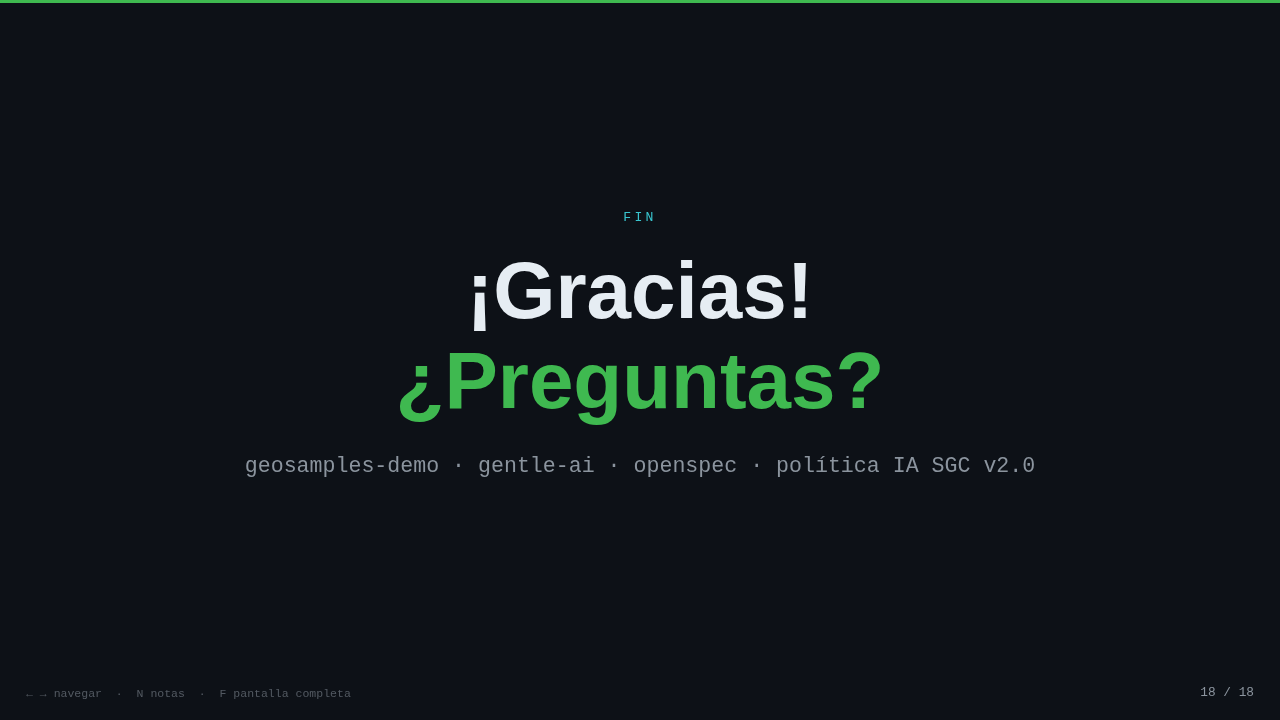 FIN
¡Gracias!
¿Preguntas?
geosamples-demo · gentle-ai · openspec · política IA SGC v2.0
← → navegar · N notas · F pantalla completa
18 / 18